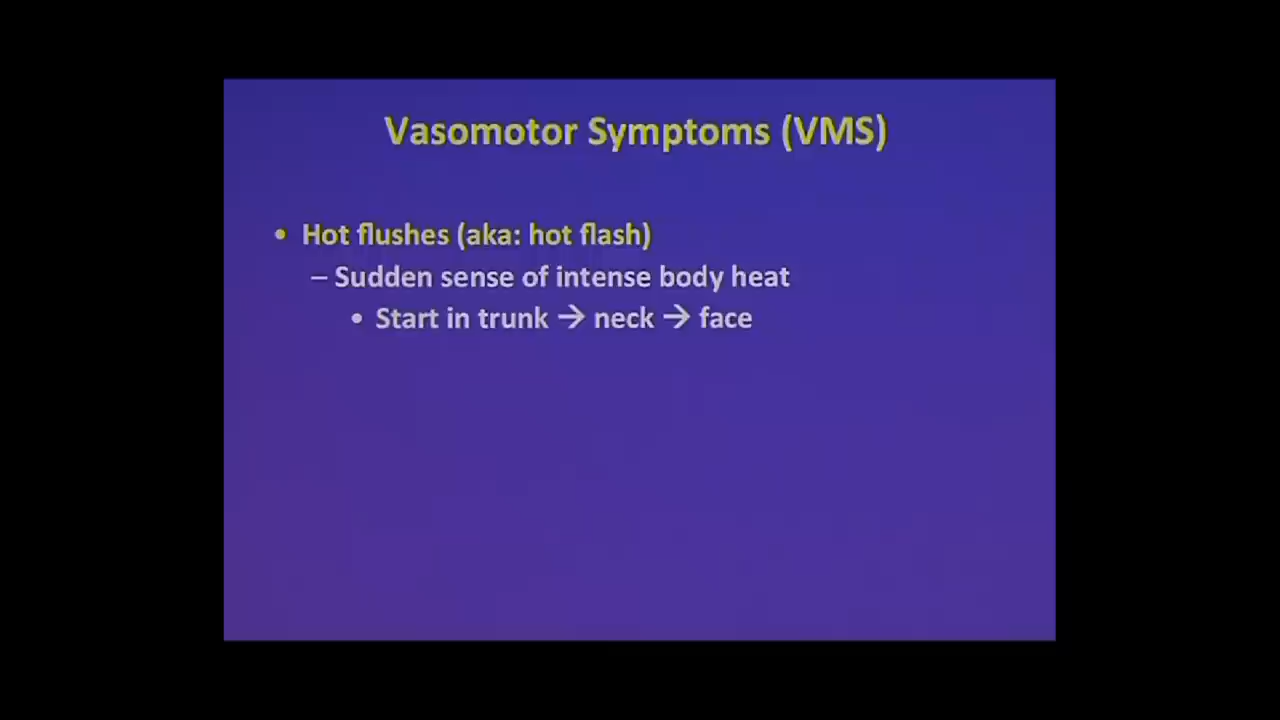 Vasomotor Symptoms (VMS)
• Hot flushes (aka: hot flash)
– Sudden sense of intense body heat
• Start in trunk → neck → face